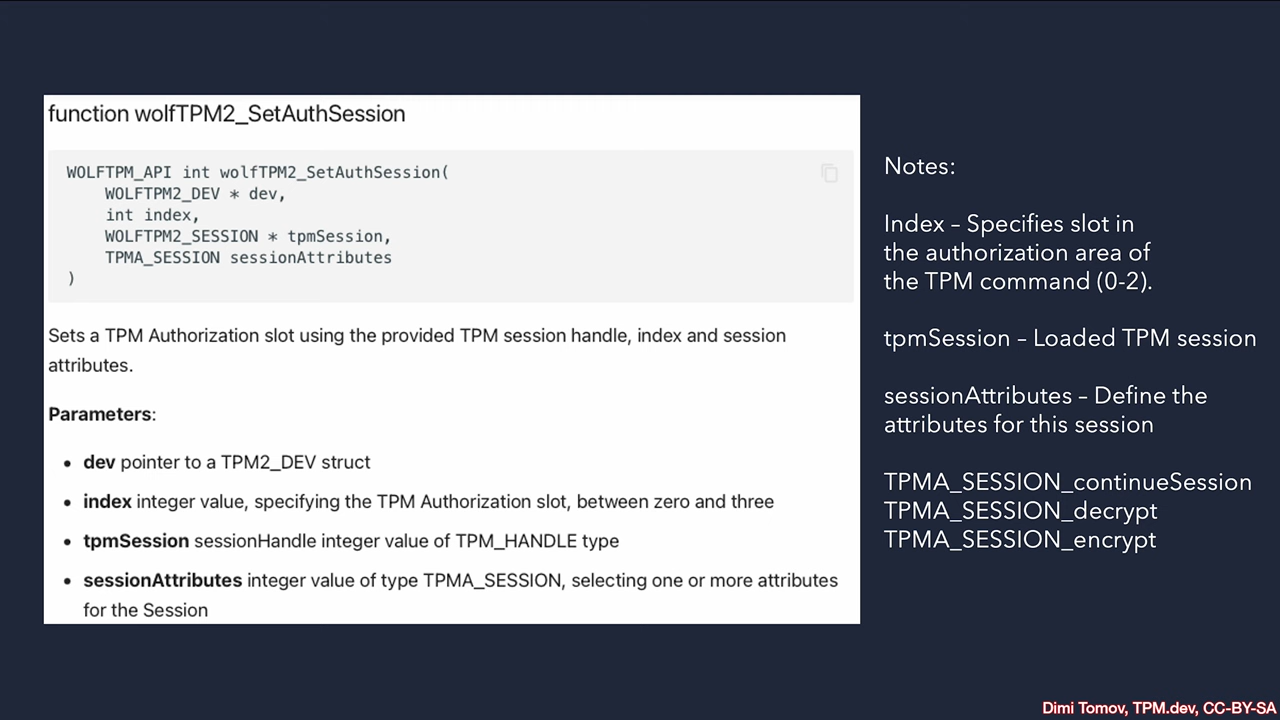 function wolfTPM2_SetAuthSession
WOLFTPM_API int wolfTPM2_SetAuthSession(
    WOLFTPM2_DEV * dev,
    int index,
    WOLFTPM2_SESSION * tpmSession,
    TPMA_SESSION sessionAttributes
)
Sets a TPM Authorization slot using the provided TPM session handle, index and session
attributes.
Parameters:
• dev pointer to a TPM2_DEV struct
• index integer value, specifying the TPM Authorization slot, between zero and three
• tpmSession sessionHandle integer value of TPM_HANDLE type
• sessionAttributes integer value of type TPMA_SESSION, selecting one or more attributes
for the Session
Notes:
Index – Specifies slot in
the authorization area of
the TPM command (0-2).
tpmSession – Loaded TPM session
sessionAttributes – Define the
attributes for this session
TPMA_SESSION_continueSession
TPMA_SESSION_decrypt
TPMA_SESSION_encrypt
Dimi Tomov, TPM.dev, CC-BY-SA